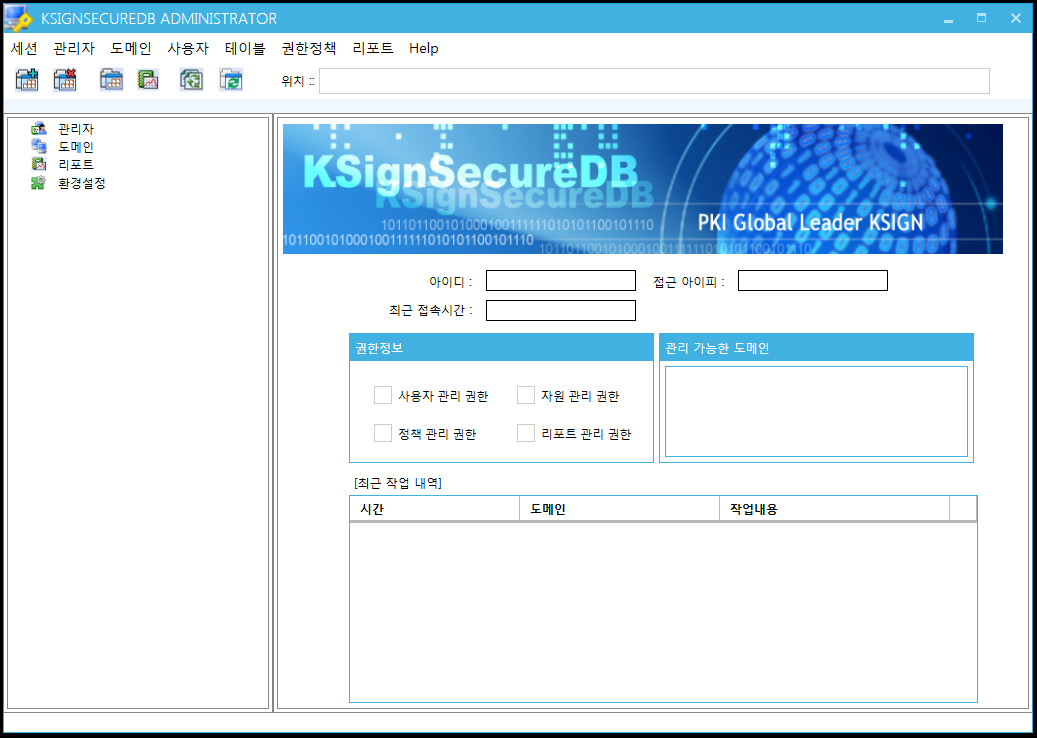 KSIGNSECUREDB ADMINISTRATOR
세션 관리자 도메인 사용자 테이블 권한정책 리포트 Help
위치 ::
관리자
도메인
리포트
환경설정
KSignSecureDB
KSignSecureDB
PKI Global Leader KSIGN
아이디 : 접근 아이피 :
최근 접속시간 :
권한정보 관리 가능한 도메인
사용자 관리 권한 자원 관리 권한
정책 관리 권한 리포트 관리 권한
[최근 작업 내역]
시간 도메인 작업내용